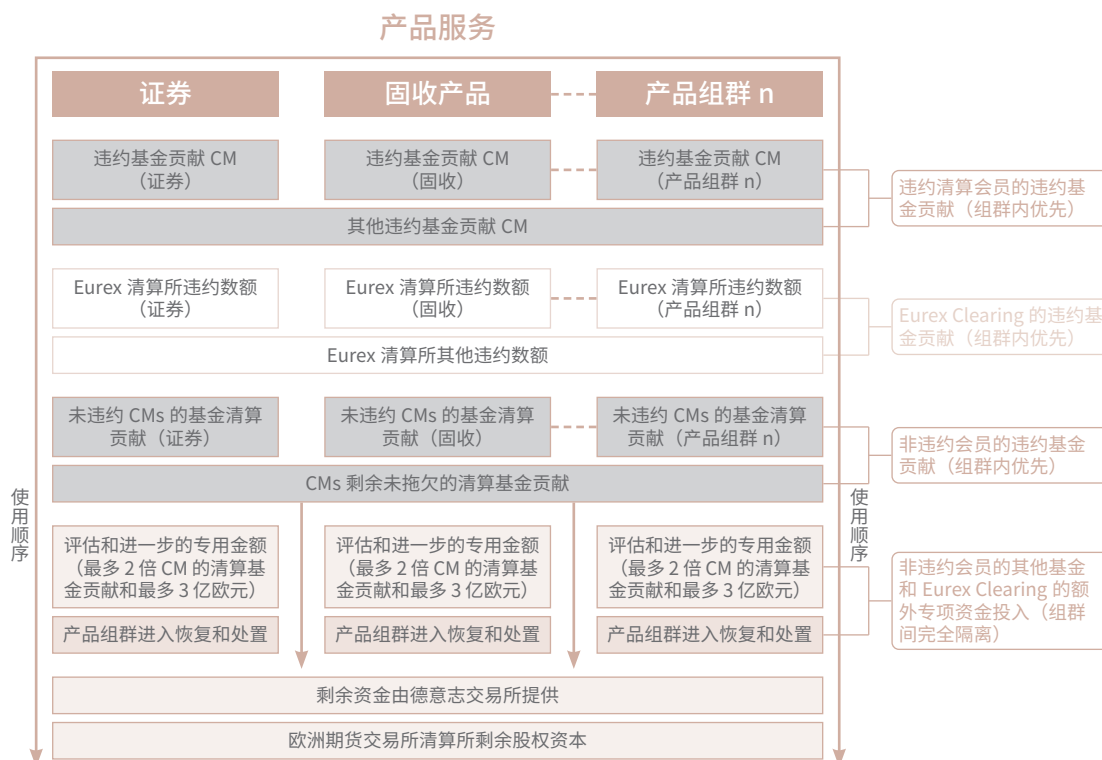 产品服务
证券
固收产品
产品组群 n
违约基金贡献 CM
（证券）
违约基金贡献 CM
（固收）
违约基金贡献 CM
（产品组群 n）
其他违约基金贡献 CM
违约清算会员的违约基
金贡献（组群内优先）
Eurex 清算所违约数额
（证券）
Eurex 清算所违约数额
（固收）
Eurex 清算所违约数额
（产品组群 n）
Eurex 清算所其他违约数额
Eurex Clearing 的违约基
金贡献（组群内优先）
未违约 CMs 的基金清算
贡献（证券）
未违约 CMs 的基金清算
贡献（固收）
未违约 CMs 的基金清算
贡献（产品组群 n）
CMs 剩余未拖欠的清算基金贡献
非违约会员的违约基金
贡献（组群内优先）
使用顺序
使用顺序
评估和进一步的专用金额
（最多 2 倍 CM 的清算基
金贡献和最多 3 亿欧元）
评估和进一步的专用金额
（最多 2 倍 CM 的清算基
金贡献和最多 3 亿欧元）
评估和进一步的专用金额
（最多 2 倍 CM 的清算基
金贡献和最多 3 亿欧元）
产品组群进入恢复和处置
产品组群进入恢复和处置
产品组群进入恢复和处置
非违约会员的其他基金
和 Eurex Clearing 的额
外专项资金投入（组群
间完全隔离）
剩余资金由德意志交易所提供
欧洲期货交易所清算所剩余股权资本